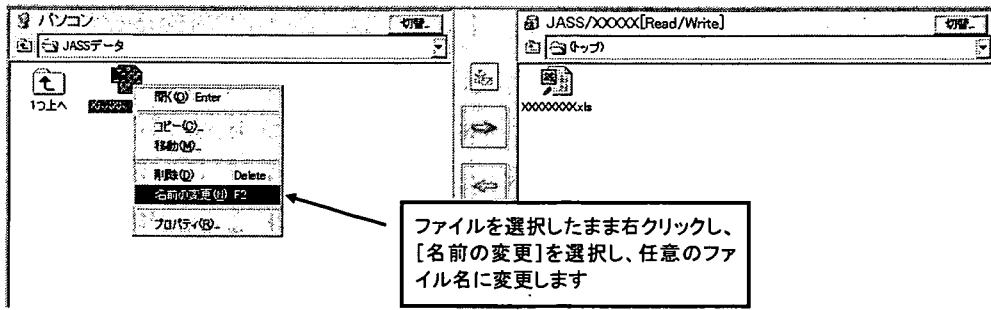 パソコン
切替...
JASSデータ
1つ上へ
開く(O) Enter
コピー(C)...
移動(M)...
削除(D) Delete
名前の変更(N) F2
プロパティ(R)...
JASS/XXXXX[Read/Write]
切替...
(トップ)
XXXXXXXX.xls
ファイルを選択したまま右クリックし、
[名前の変更]を選択し、任意のファ
イル名に変更します